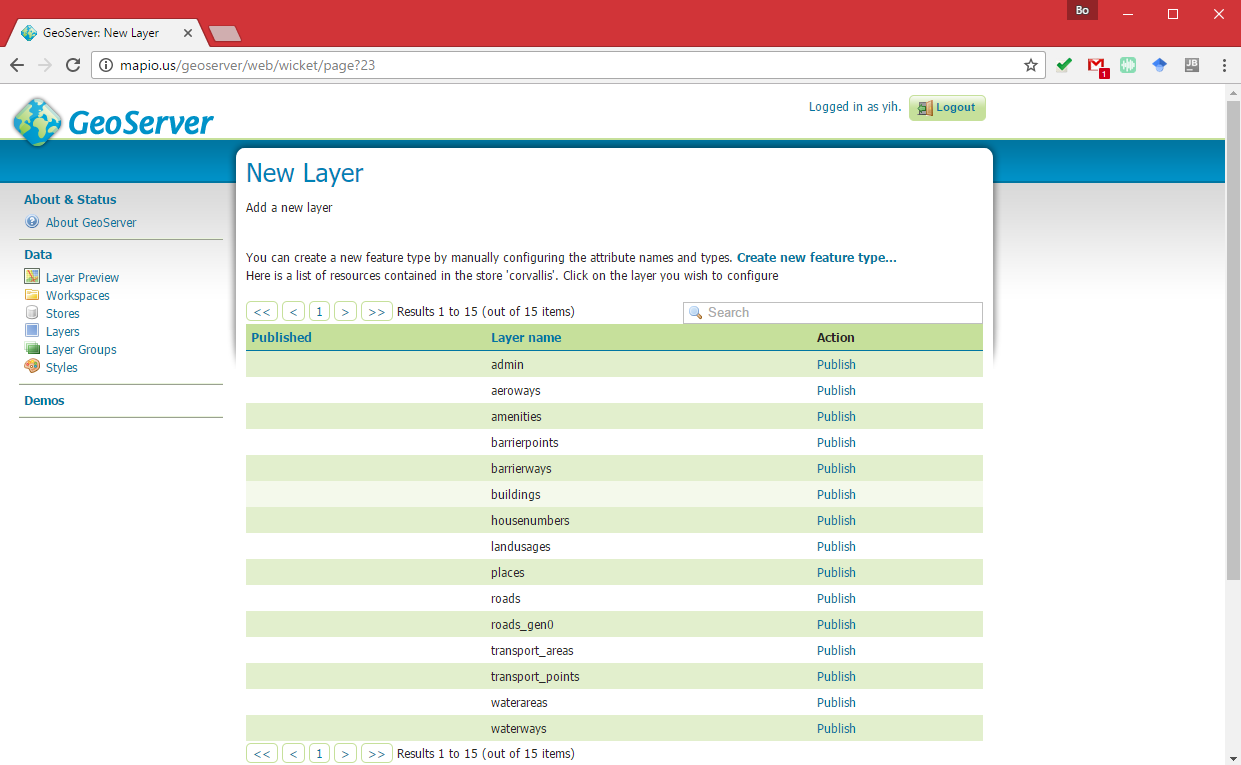 Bo
GeoServer: New Layer
mapio.us/geoserver/web/wicket/page?23
1
JB
GeoServer
Logged in as yih.
Logout
About & Status
About GeoServer
Data
Layer Preview
Workspaces
Stores
Layers
Layer Groups
Styles
Demos
New Layer
Add a new layer
You can create a new feature type by manually configuring the attribute names and types. Create new feature type...
Here is a list of resources contained in the store 'corvallis'. Click on the layer you wish to configure
<< < 1 > >> Results 1 to 15 (out of 15 items) Search
Published Layer name Action
admin Publish
aeroways Publish
amenities Publish
barrierpoints Publish
barrierways Publish
buildings Publish
housenumbers Publish
landusages Publish
places Publish
roads Publish
roads_gen0 Publish
transport_areas Publish
transport_points Publish
waterareas Publish
waterways Publish
<< < 1 > >> Results 1 to 15 (out of 15 items)